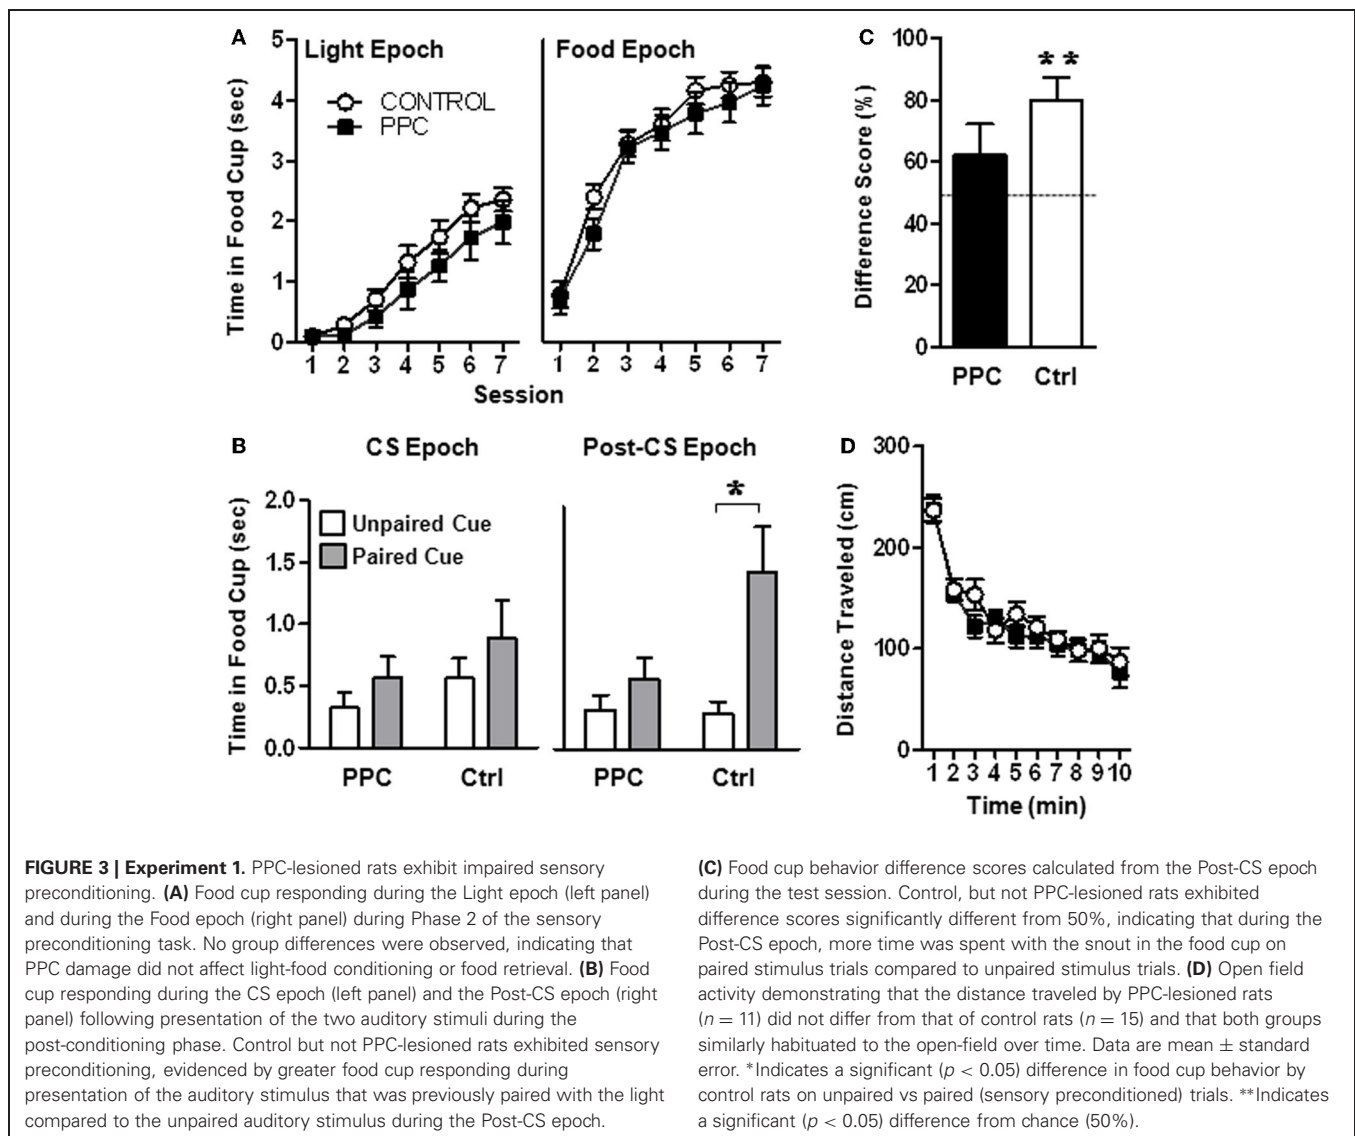 A
Light Epoch
Food Epoch
CONTROL
PPC
Time in Food Cup (sec)
5
4
3
2
1
0
1 2 3 4 5 6 7
1 2 3 4 5 6 7
Session
C
Difference Score (%)
100
80
60
40
20
0
**
PPC Ctrl
B
CS Epoch
Post-CS Epoch
Time in Food Cup (sec)
2.0
1.5
1.0
0.5
0.0
Unpaired Cue
Paired Cue
*
PPC Ctrl
PPC Ctrl
D
Distance Traveled (cm)
300
200
100
0
1 2 3 4 5 6 7 8 9 10
Time (min)
FIGURE 3 | Experiment 1. PPC-lesioned rats exhibit impaired sensory
preconditioning. (A) Food cup responding during the Light epoch (left panel)
and during the Food epoch (right panel) during Phase 2 of the sensory
preconditioning task. No group differences were observed, indicating that
PPC damage did not affect light-food conditioning or food retrieval. (B) Food
cup responding during the CS epoch (left panel) and the Post-CS epoch (right
panel) following presentation of the two auditory stimuli during the
post-conditioning phase. Control but not PPC-lesioned rats exhibited sensory
preconditioning, evidenced by greater food cup responding during
presentation of the auditory stimulus that was previously paired with the light
compared to the unpaired auditory stimulus during the Post-CS epoch.
(C) Food cup behavior difference scores calculated from the Post-CS epoch
during the test session. Control, but not PPC-lesioned rats exhibited
difference scores significantly different from 50%, indicating that during the
Post-CS epoch, more time was spent with the snout in the food cup on
paired stimulus trials compared to unpaired stimulus trials. (D) Open field
activity demonstrating that the distance traveled by PPC-lesioned rats
(n = 11) did not differ from that of control rats (n = 15) and that both groups
similarly habituated to the open-field over time. Data are mean ± standard
error. *Indicates a significant (p < 0.05) difference in food cup behavior by
control rats on unpaired vs paired (sensory preconditioned) trials. **Indicates
a significant (p < 0.05) difference from chance (50%).